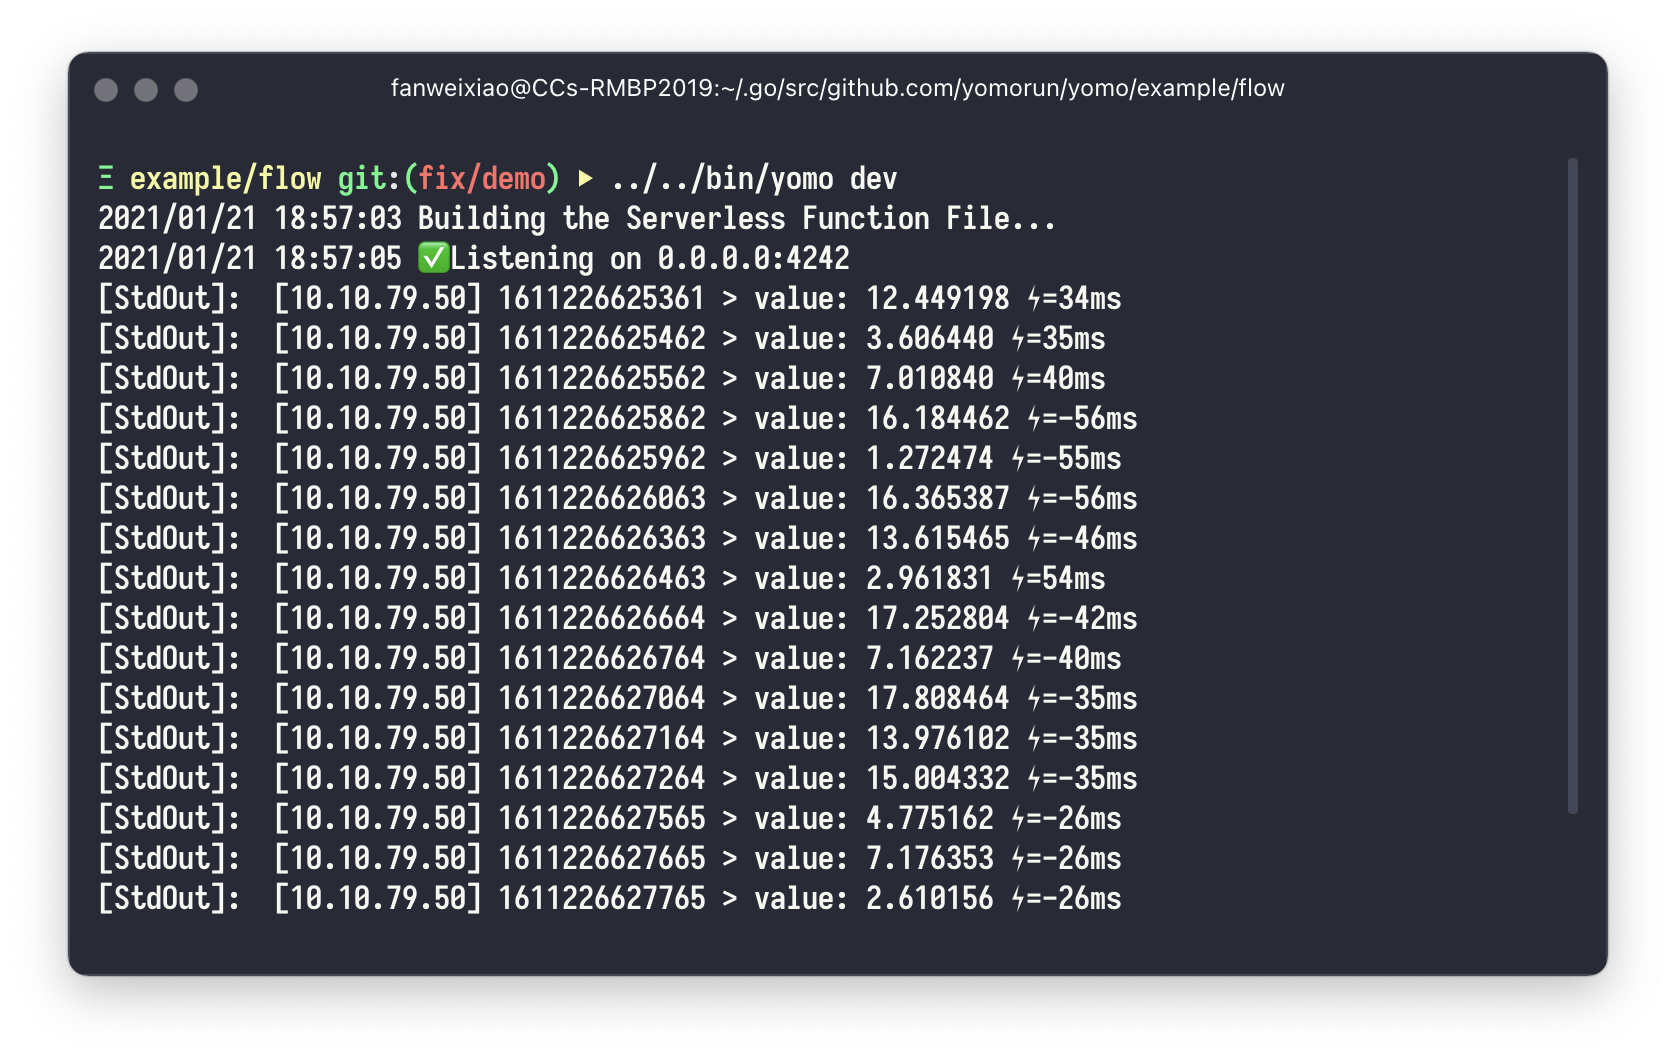 fanweixiao@CCs-RMBP2019:~/.go/src/github.com/yomorun/yomo/example/flow
Ξ example/flow git:(fix/demo) ▶ ../../bin/yomo dev
2021/01/21 18:57:03 Building the Serverless Function File...
2021/01/21 18:57:05 ✅Listening on 0.0.0.0:4242
[StdOut]:  [10.10.79.50] 1611226625361 > value: 12.449198 ⚡=34ms
[StdOut]:  [10.10.79.50] 1611226625462 > value: 3.606440 ⚡=35ms
[StdOut]:  [10.10.79.50] 1611226625562 > value: 7.010840 ⚡=40ms
[StdOut]:  [10.10.79.50] 1611226625862 > value: 16.184462 ⚡=-56ms
[StdOut]:  [10.10.79.50] 1611226625962 > value: 1.272474 ⚡=-55ms
[StdOut]:  [10.10.79.50] 1611226626063 > value: 16.365387 ⚡=-56ms
[StdOut]:  [10.10.79.50] 1611226626363 > value: 13.615465 ⚡=-46ms
[StdOut]:  [10.10.79.50] 1611226626463 > value: 2.961831 ⚡=54ms
[StdOut]:  [10.10.79.50] 1611226626664 > value: 17.252804 ⚡=-42ms
[StdOut]:  [10.10.79.50] 1611226626764 > value: 7.162237 ⚡=-40ms
[StdOut]:  [10.10.79.50] 1611226627064 > value: 17.808464 ⚡=-35ms
[StdOut]:  [10.10.79.50] 1611226627164 > value: 13.976102 ⚡=-35ms
[StdOut]:  [10.10.79.50] 1611226627264 > value: 15.004332 ⚡=-35ms
[StdOut]:  [10.10.79.50] 1611226627565 > value: 4.775162 ⚡=-26ms
[StdOut]:  [10.10.79.50] 1611226627665 > value: 7.176353 ⚡=-26ms
[StdOut]:  [10.10.79.50] 1611226627765 > value: 2.610156 ⚡=-26ms